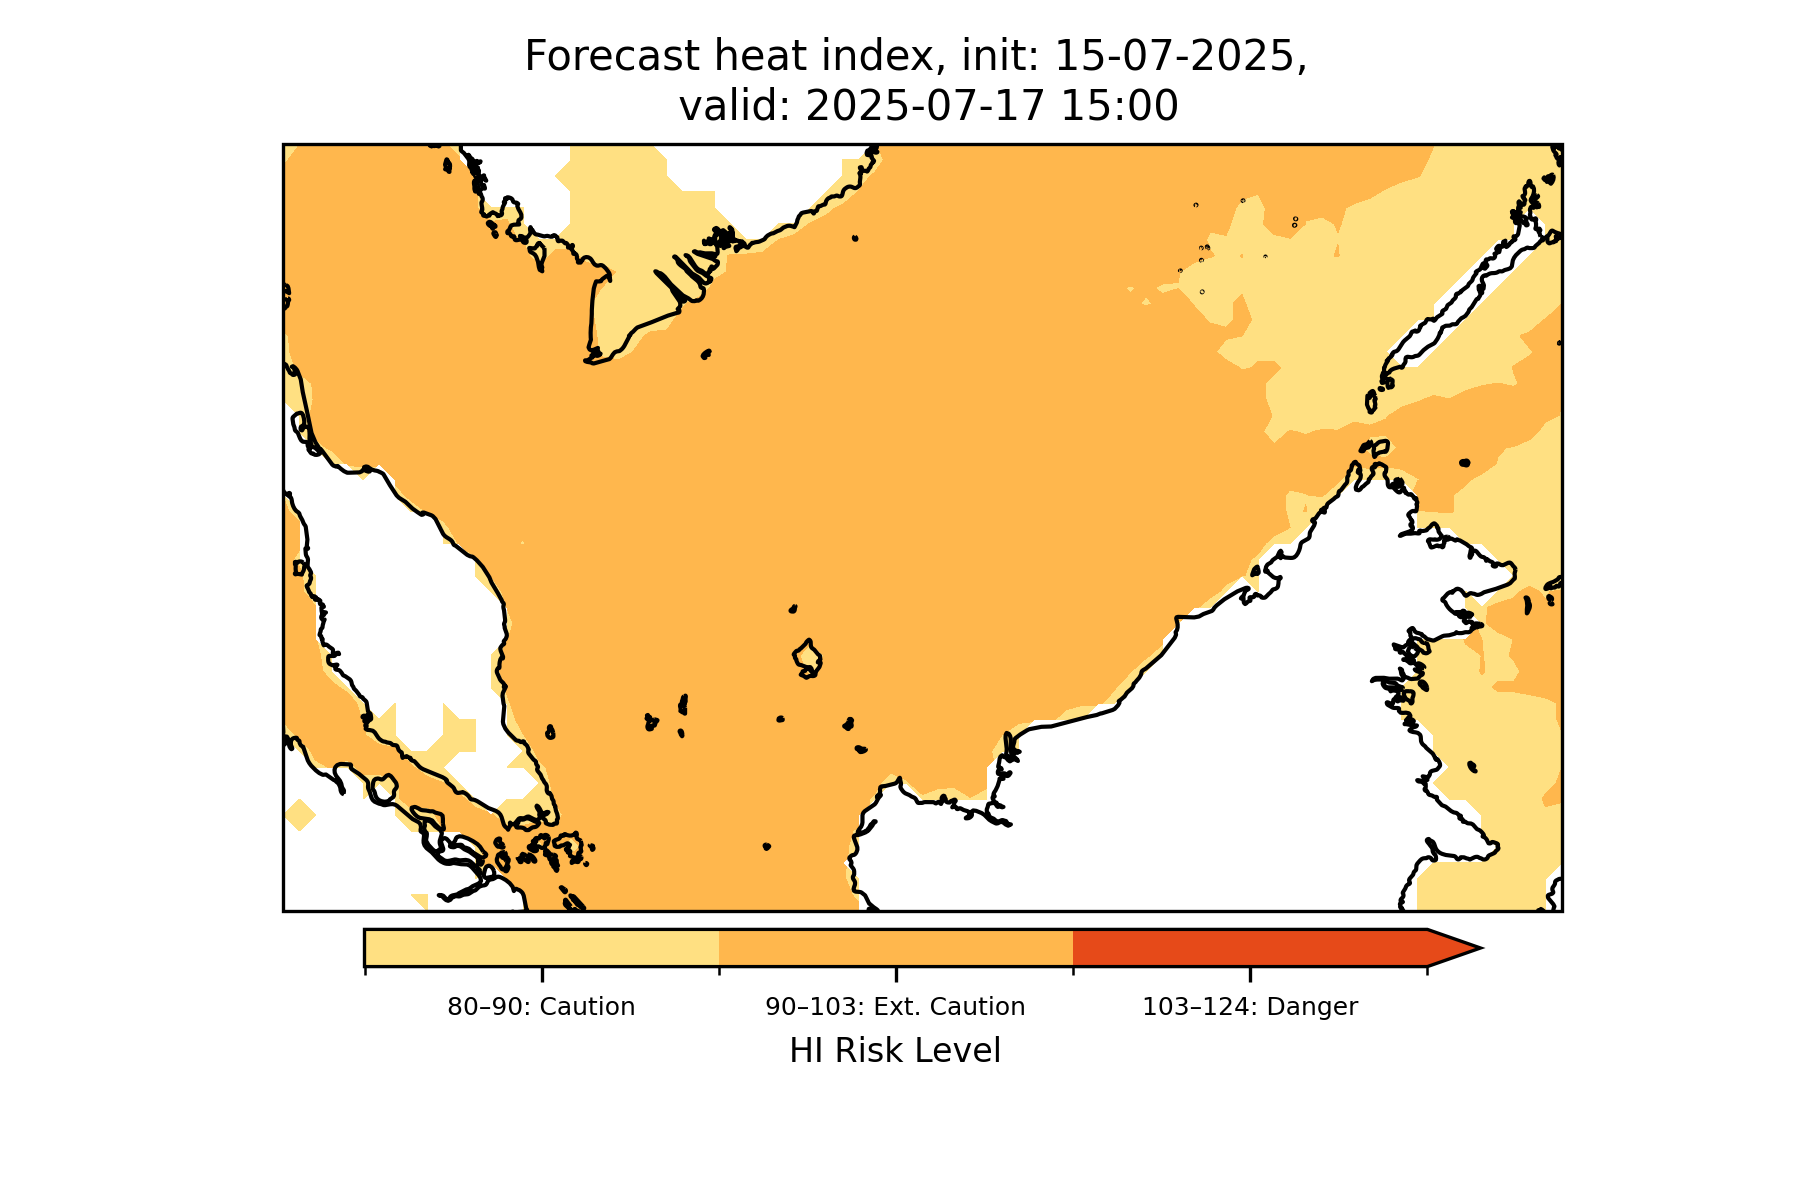 Forecast heat index, init: 15-07-2025,
valid: 2025-07-17 15:00
80–90: Caution
90–103: Ext. Caution
103–124: Danger
HI Risk Level